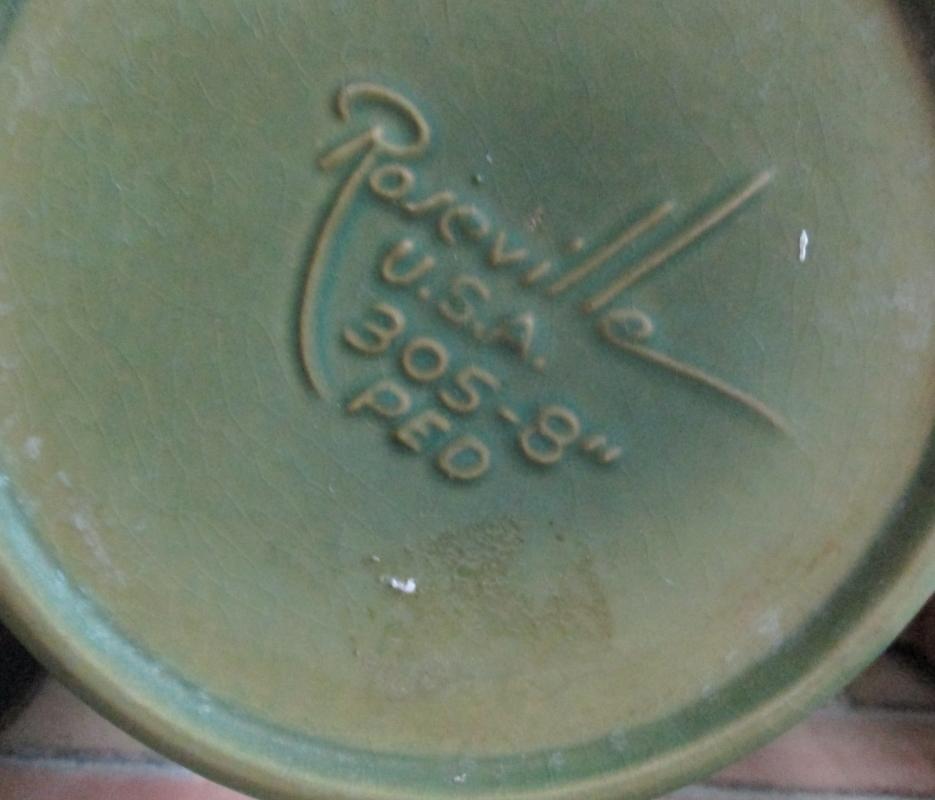 Roseville
U.S.A.
305-8"
PED